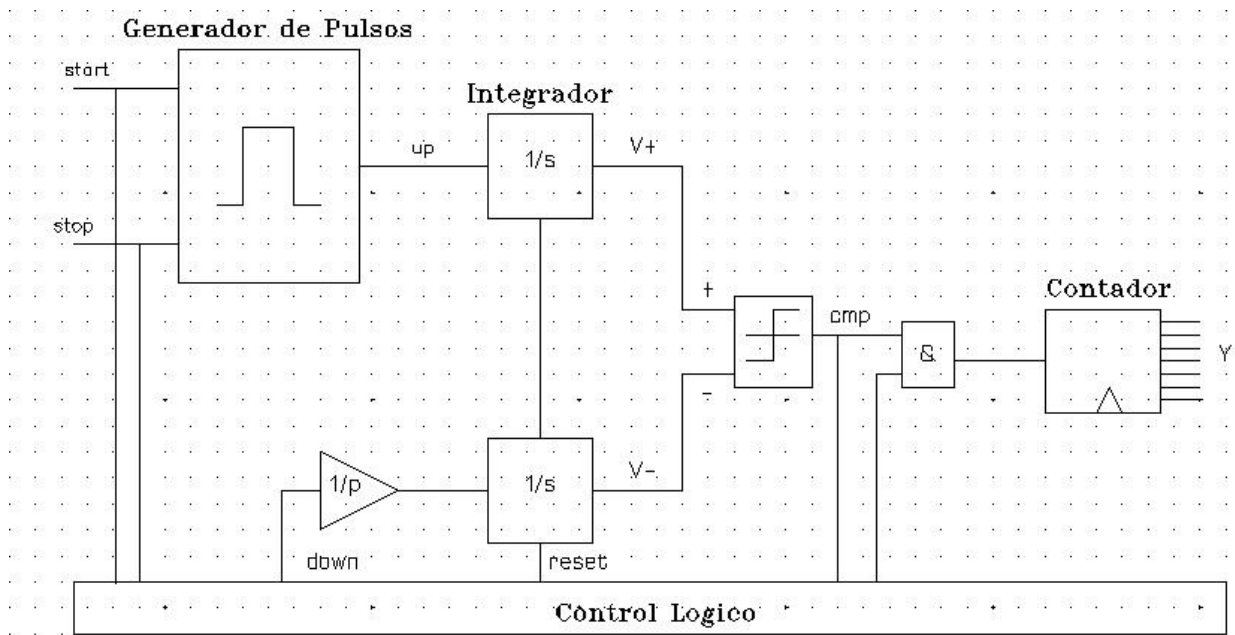 Generador de Pulsos
start
Integrador
up
1/s
V+
stop
+
Contador
cmp
&
Y
-
1/p
1/s
V-
down
reset
Control Logico